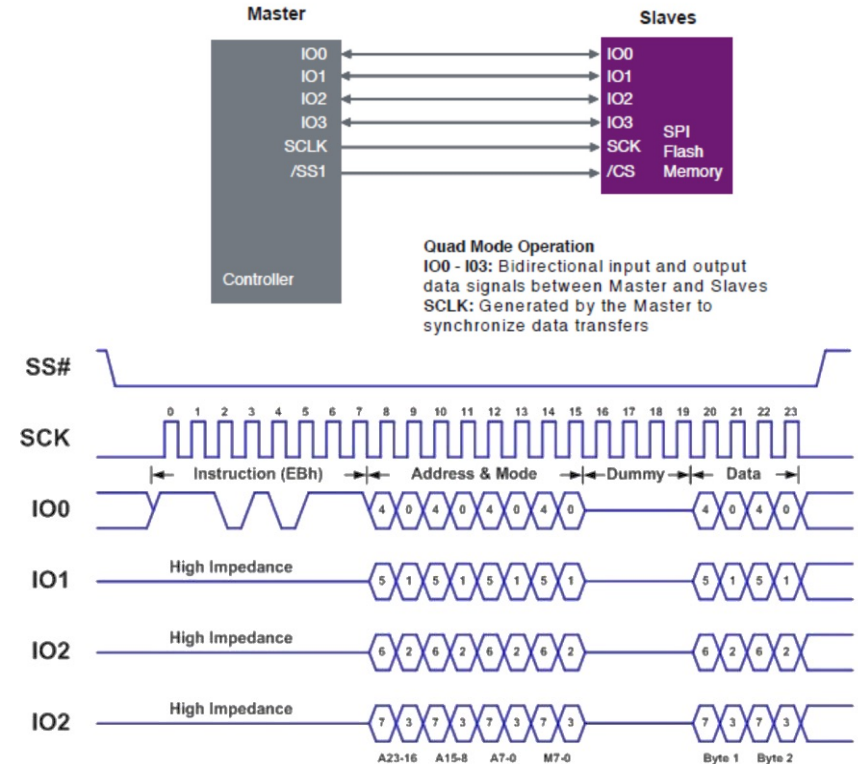 Master
Slaves
IO0
IO1
IO2
IO3
SCLK
/SS1
Controller
IO0
IO1
IO2
IO3
SCK
/CS
SPI
Flash
Memory
Quad Mode Operation
IO0 - I03: Bidirectional input and output
data signals between Master and Slaves
SCLK: Generated by the Master to
synchronize data transfers
SS#
0 1 2 3 4 5 6 7 8 9 10 11 12 13 14 15 16 17 18 19 20 21 22 23
SCK
Instruction (EBh) Address & Mode Dummy Data
IO0 4 0 4 0 4 0 4 0 4 0 4 0
High Impedance
IO1 5 1 5 1 5 1 5 1 5 1 5 1
High Impedance
IO2 6 2 6 2 6 2 6 2 6 2 6 2
High Impedance
IO2 7 3 7 3 7 3 7 3 7 3 7 3
A23-16 A15-8 A7-0 M7-0 Byte 1 Byte 2